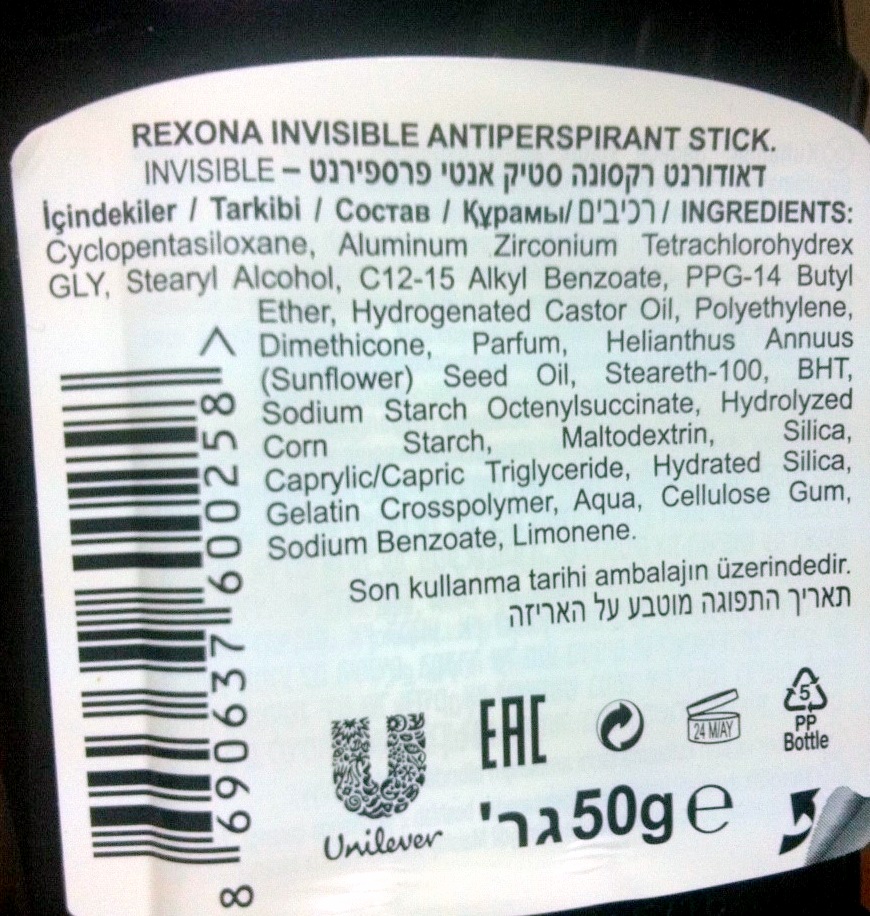 REXONA INVISIBLE ANTIPERSPIRANT STICK.
דאודורנט רקסונה סטיק אנטי פרספירנט – INVISIBLE
İçindekiler / Tarkibi / Состав / Құрамы/ רכיבים / INGREDIENTS:
Cyclopentasiloxane, Aluminum Zirconium Tetrachlorohydrex
GLY, Stearyl Alcohol, C12-15 Alkyl Benzoate, PPG-14 Butyl
Ether, Hydrogenated Castor Oil, Polyethylene,
Dimethicone, Parfum, Helianthus Annuus
(Sunflower) Seed Oil, Steareth-100, BHT,
Sodium Starch Octenylsuccinate, Hydrolyzed
Corn Starch, Maltodextrin, Silica,
Caprylic/Capric Triglyceride, Hydrated Silica,
Gelatin Crosspolymer, Aqua, Cellulose Gum,
Sodium Benzoate, Limonene.
Son kullanma tarihi ambalajın üzerindedir.
תאריך התפוגה מוטבע על האריזה
8 690637 600258 >
Unilever
EAC
24 M/AY
5
PP
Bottle
50g גר' e